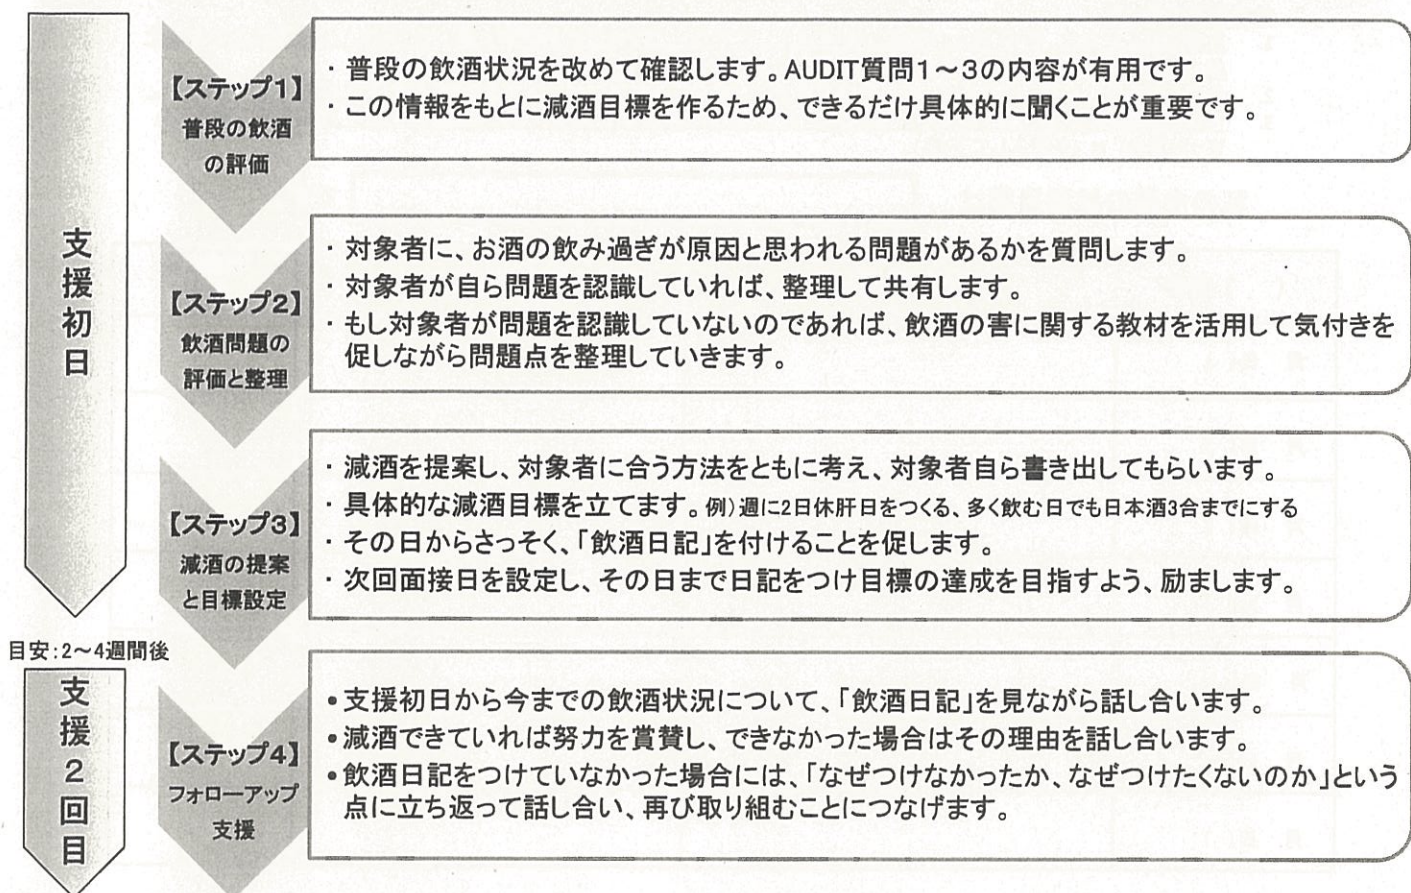 支援初日
【ステップ1】
普段の飲酒
の評価
・普段の飲酒状況を改めて確認します。AUDIT質問1～3の内容が有用です。
・この情報をもとに減酒目標を作るため、できるだけ具体的に聞くことが重要です。
【ステップ2】
飲酒問題の
評価と整理
・対象者に、お酒の飲み過ぎが原因と思われる問題があるかを質問します。
・対象者が自ら問題を認識していれば、整理して共有します。
・もし対象者が問題を認識していないのであれば、飲酒の害に関する教材を活用して気付きを
促しながら問題点を整理していきます。
【ステップ3】
減酒の提案
と目標設定
・減酒を提案し、対象者に合う方法をともに考え、対象者自ら書き出してもらいます。
・具体的な減酒目標を立てます。例)週に2日休肝日をつくる、多く飲む日でも日本酒3合までにする
・その日からさっそく、「飲酒日記」を付けることを促します。
・次回面接日を設定し、その日まで日記をつけ目標の達成を目指すよう、励まします。
目安:2～4週間後
支援2回目
【ステップ4】
フォローアップ
支援
•支援初日から今までの飲酒状況について、「飲酒日記」を見ながら話し合います。
•減酒できていれば努力を賞賛し、できなかった場合はその理由を話し合います。
•飲酒日記をつけていなかった場合には、「なぜつけなかったか、なぜつけたくないのか」という
点に立ち返って話し合い、再び取り組むことにつなげます。